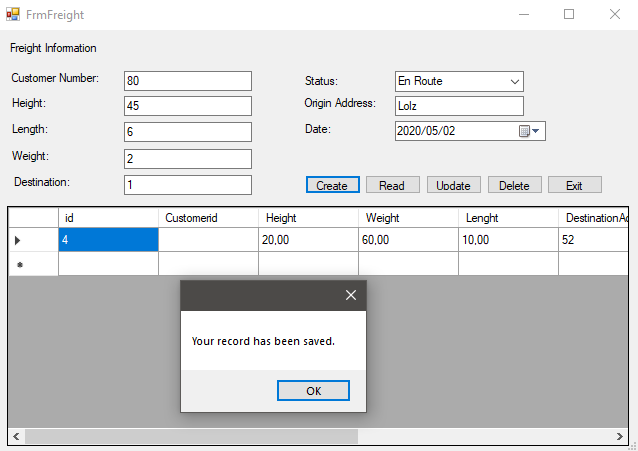 FrmFreight
Freight Information
Customer Number: 80
Height: 45
Length: 6
Weight: 2
Destination: 1
Status: En Route
Origin Address: Lolz
Date: 2020/05/02
Create Read Update Delete Exit
id Customerid Height Weight Lenght DestinationAd
4 20,00 60,00 10,00 52
Your record has been saved.
OK